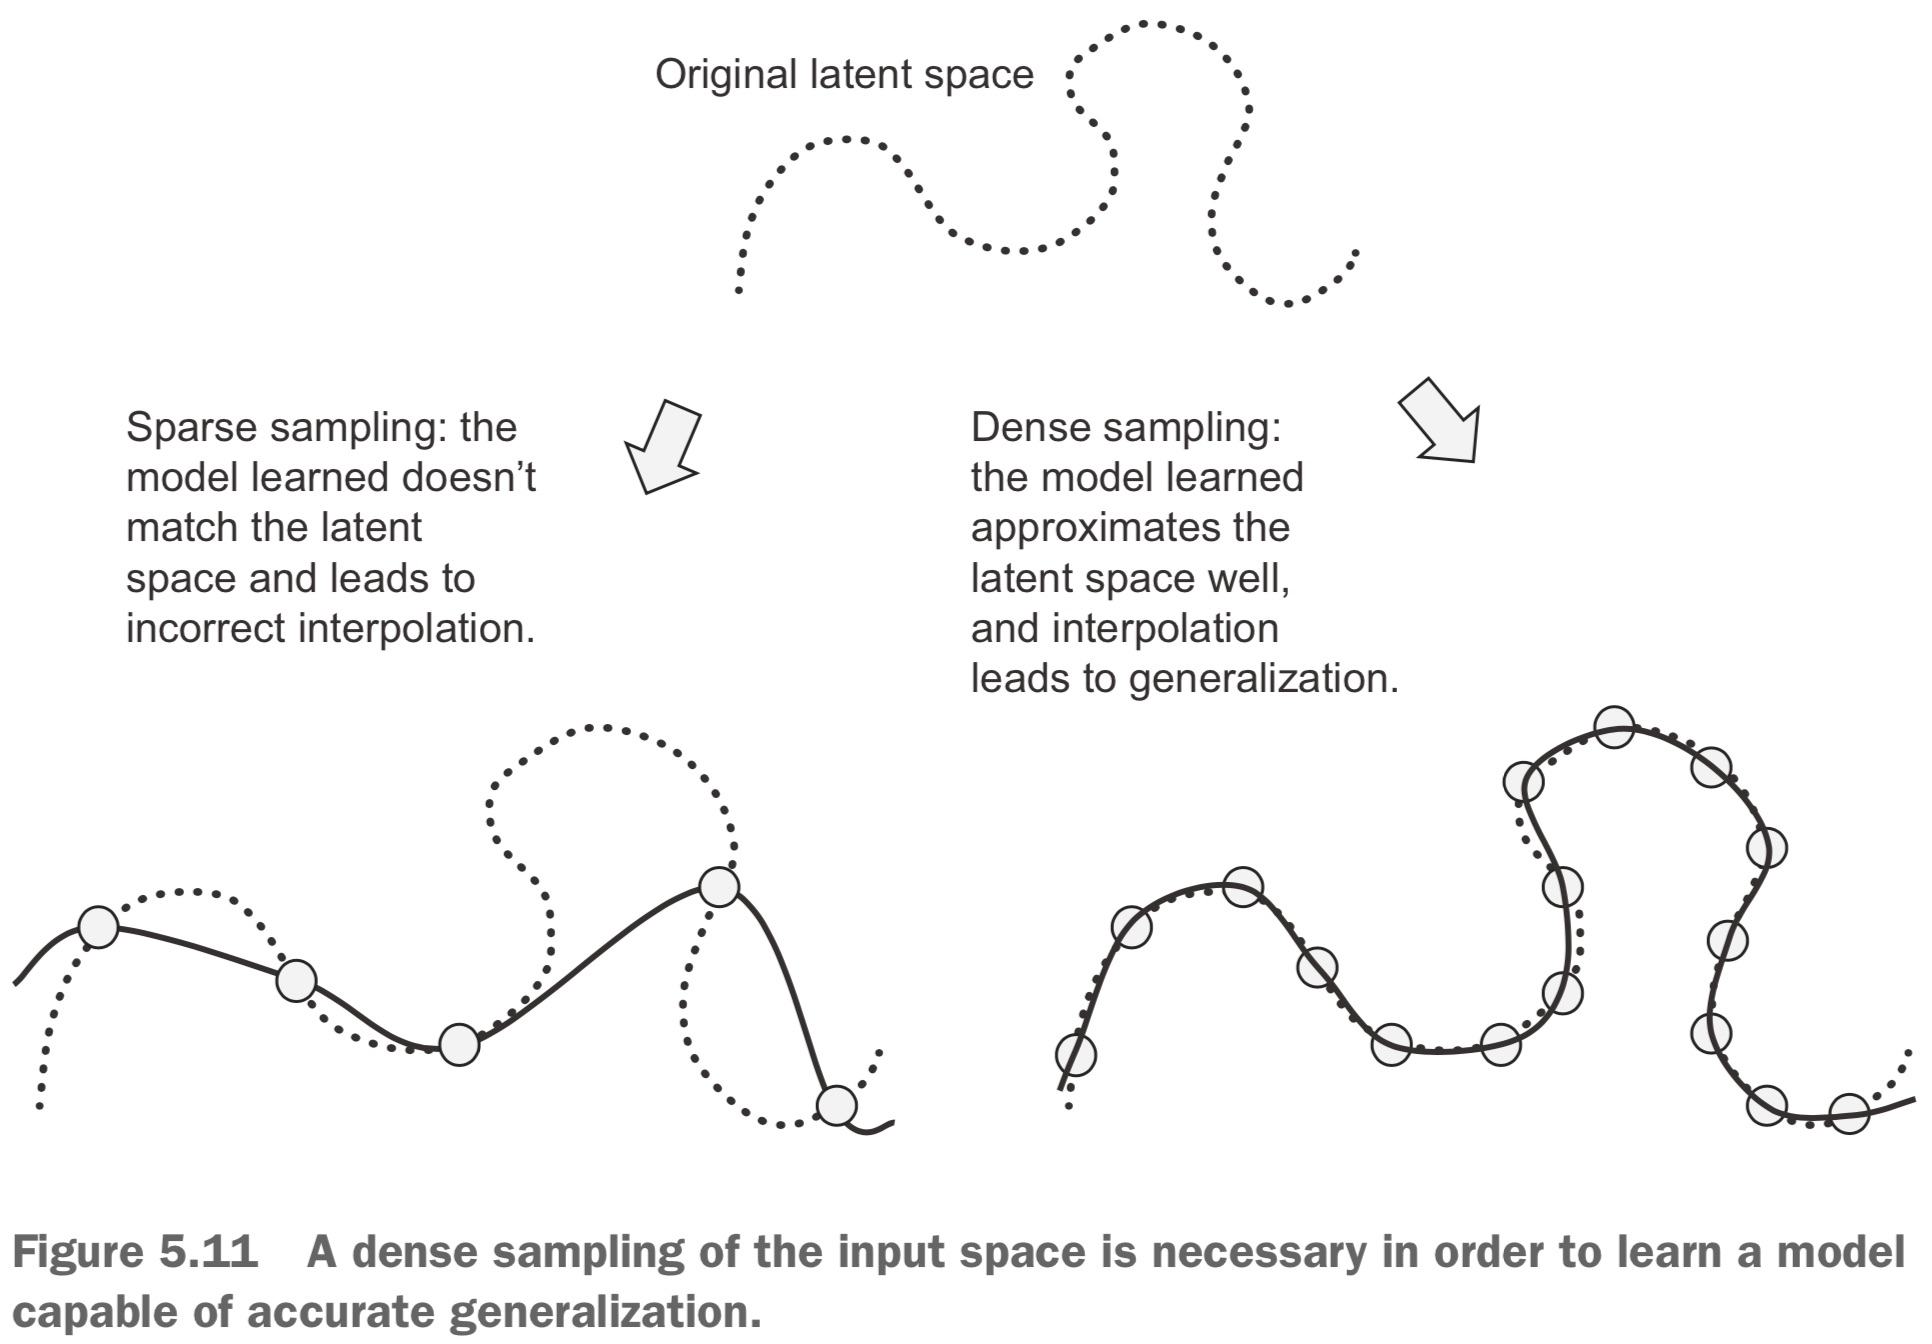 Original latent space
Sparse sampling: the
model learned doesn’t
match the latent
space and leads to
incorrect interpolation.
Dense sampling:
the model learned
approximates the
latent space well,
and interpolation
leads to generalization.
Figure 5.11 A dense sampling of the input space is necessary in order to learn a model
capable of accurate generalization.